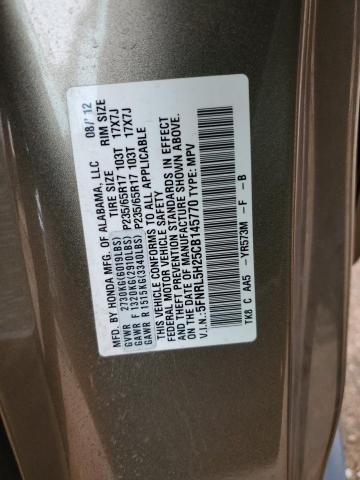 MFD. BY HONDA MFG. OF ALABAMA, LLC 08/'12
TIRE SIZE RIM SIZE
GVWR 2730KG(6019LBS)
GAWR F 1320KG(2910LBS) P235/65R17 103T 17X7J
GAWR R 1515KG(3340LBS) P235/65R17 103T 17X7J
THIS VEHICLE CONFORMS TO ALL APPLICABLE
FEDERAL MOTOR VEHICLE SAFETY
AND THEFT PREVENTION STANDARDS IN EFFECT
ON THE DATE OF MANUFACTURE SHOWN ABOVE.
V.I.N.: 5FNRL5H25CB145770 TYPE: MPV
TK8 C AA5 -YR573M -F -B